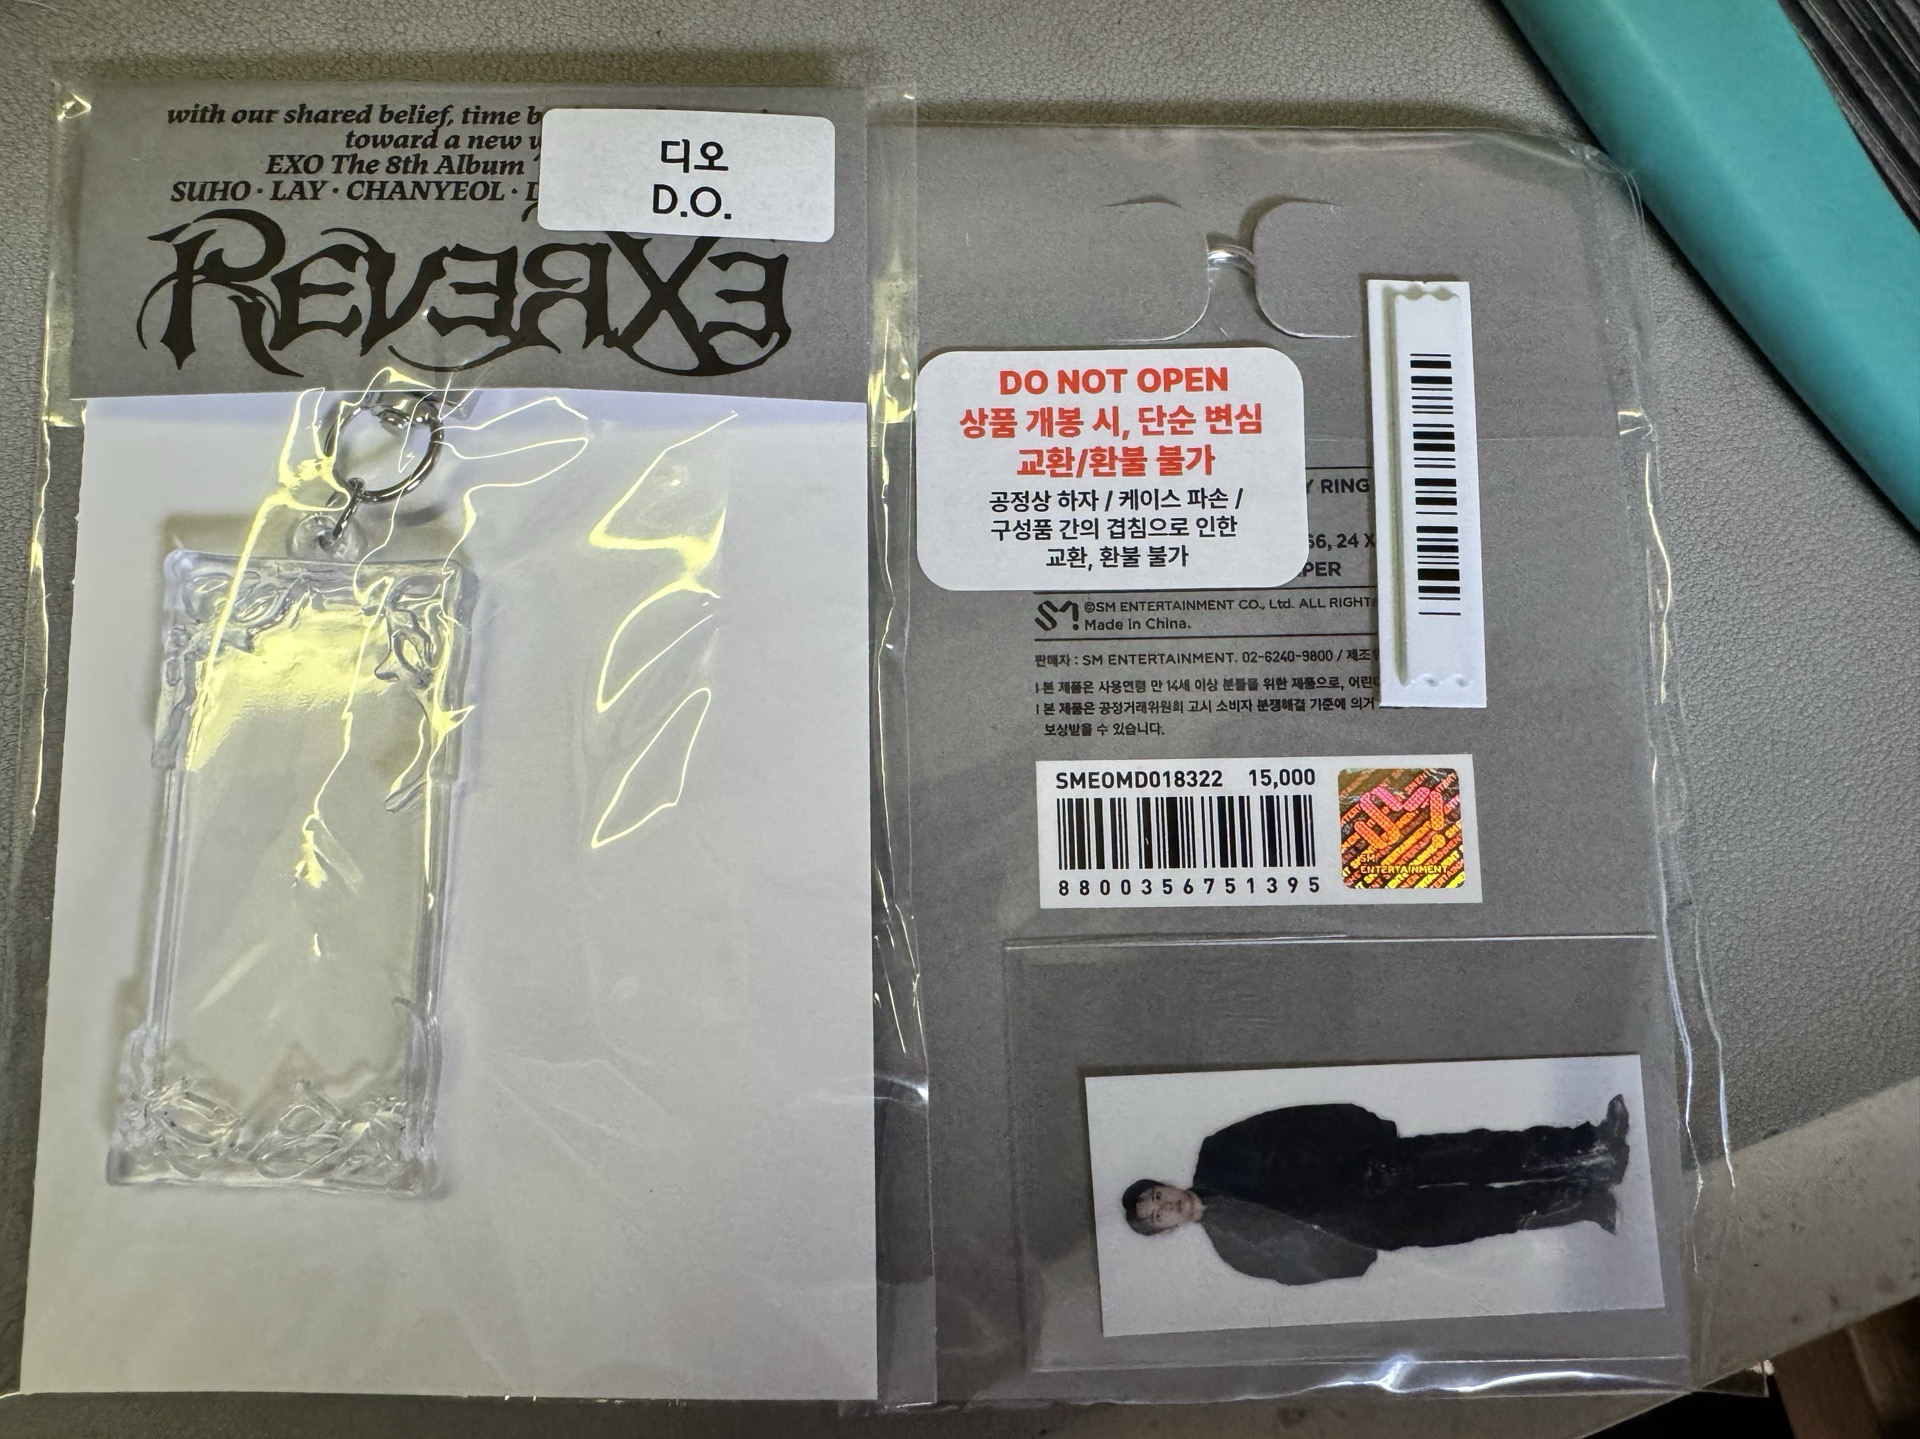 with our shared belief, time b
toward a new
EXO The 8th Album
SUHO · LAY · CHANYEOL · D
REVERXE
디오
D.O.
DO NOT OPEN
상품 개봉 시, 단순 변심
교환/환불 불가
공정상 하자 / 케이스 파손 /
구성품 간의 겹침으로 인한
교환, 환불 불가
Y RING
66, 24 X
PER
SM
©SM ENTERTAINMENT CO., Ltd. ALL RIGHT
Made in China.
판매자 : SM ENTERTAINMENT. 02-6240-9800 / 제조
본 제품은 사용연령 만 14세 이상 분들을 위한 제품으로, 어린
본 제품은 공정거래위원회 고시 소비자 분쟁해결 기준에 의거
보상받을 수 있습니다.
SMEOMD018322 15,000
8800356751395
SM
ENTERTAINMENT